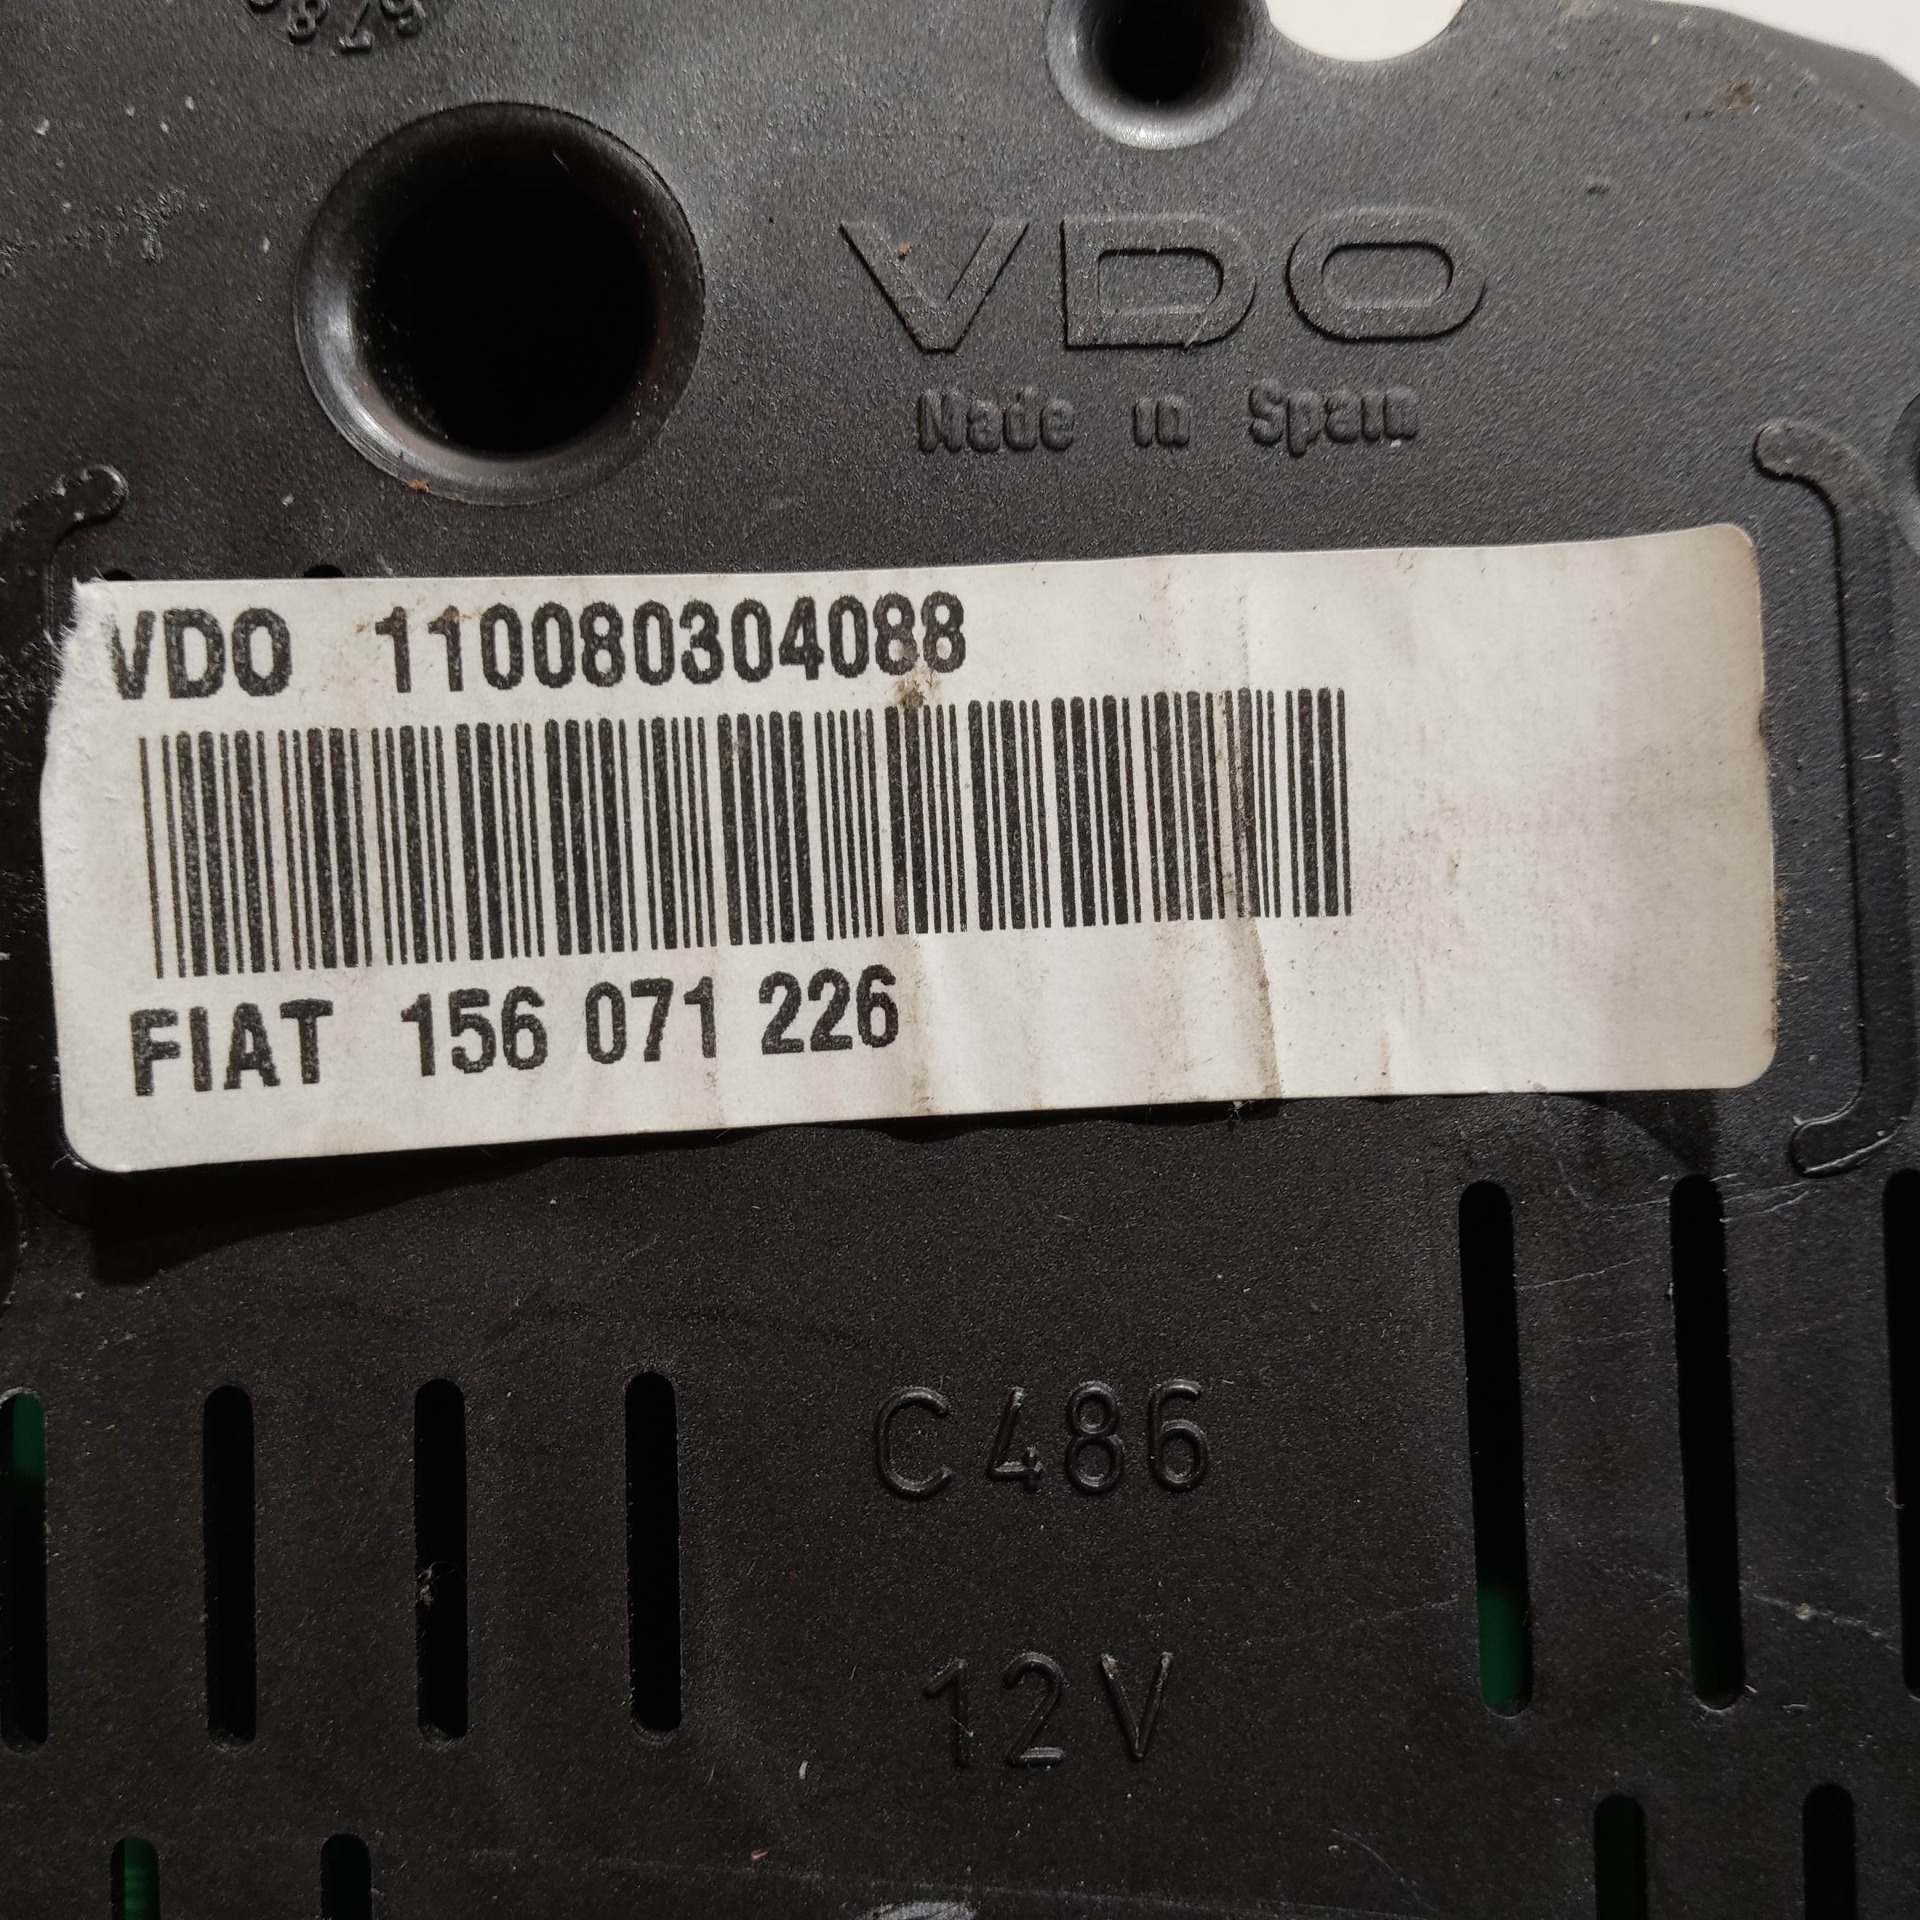 VDO
Made in Spain
VDO 110080304088
FIAT 156 071 226
C486
12V